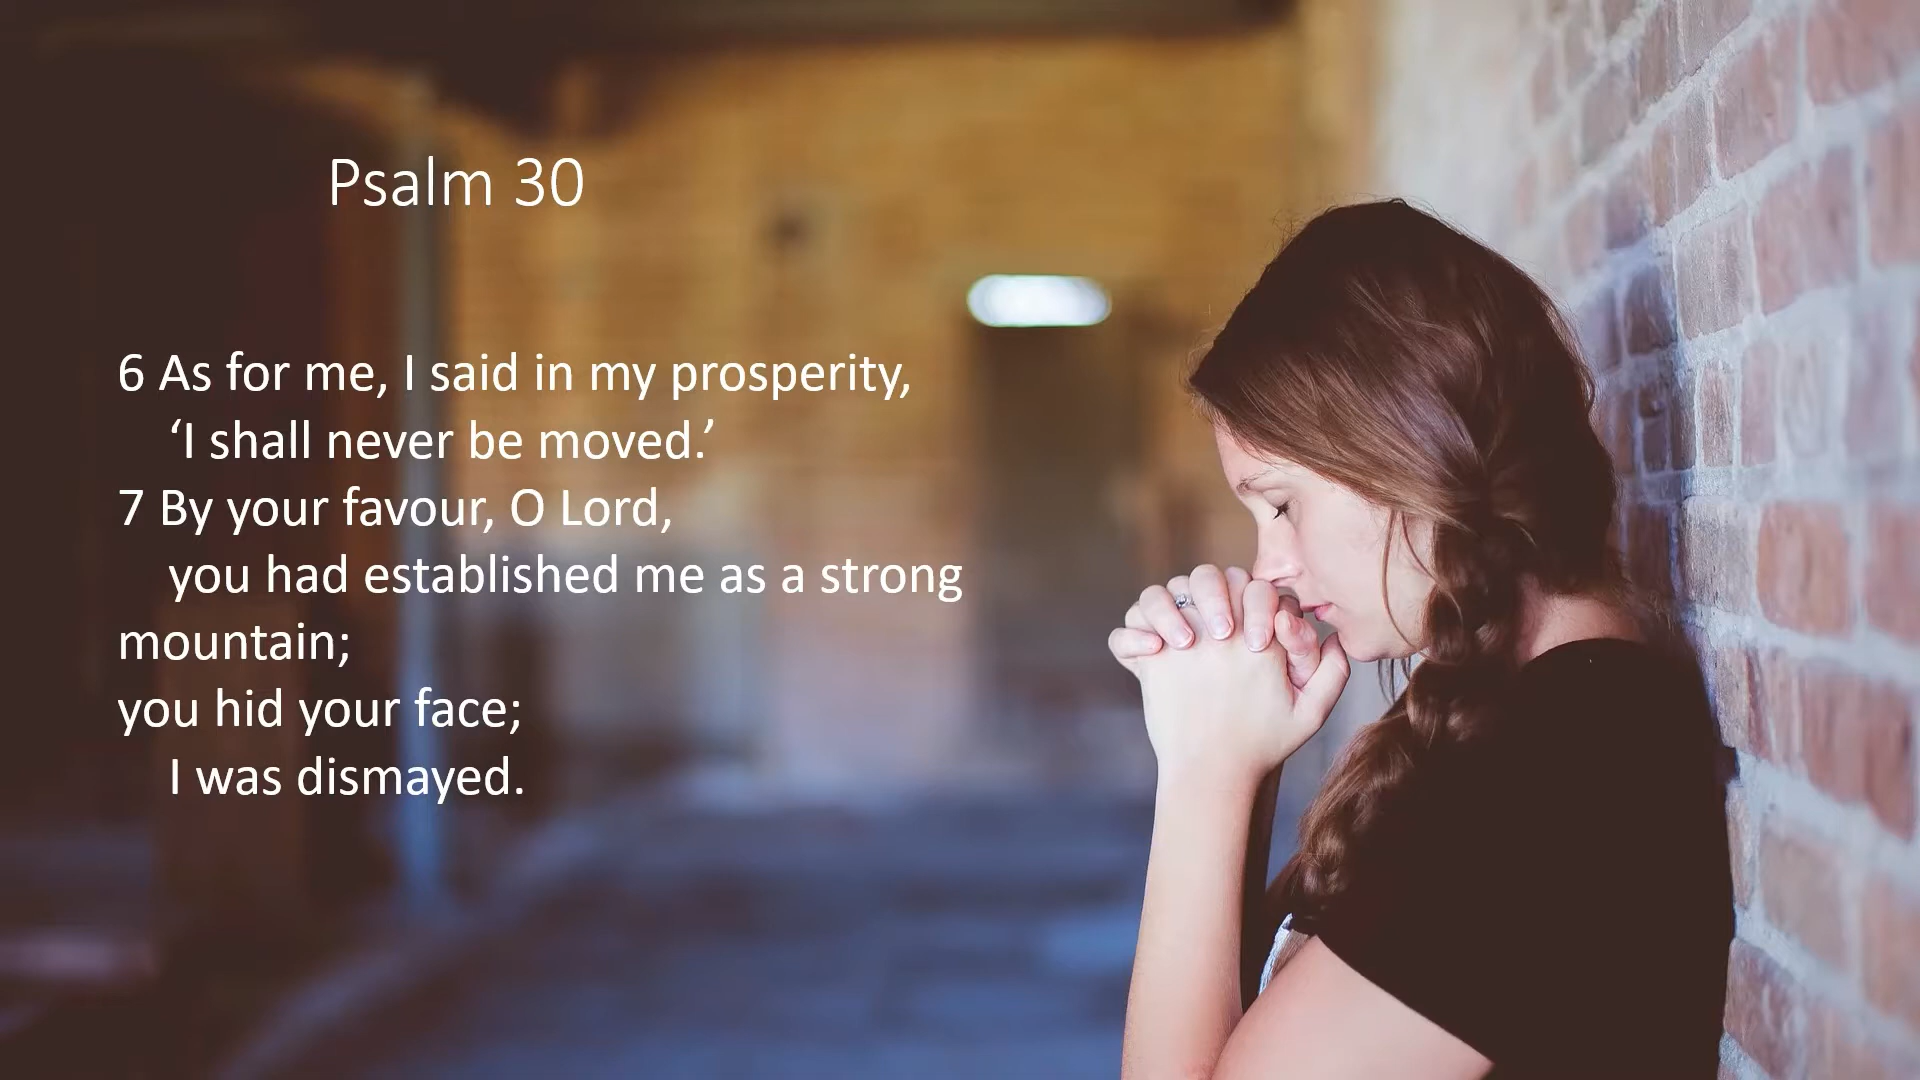 Psalm 30
6 As for me, I said in my prosperity,
‘I shall never be moved.’
7 By your favour, O Lord,
you had established me as a strong
mountain;
you hid your face;
I was dismayed.